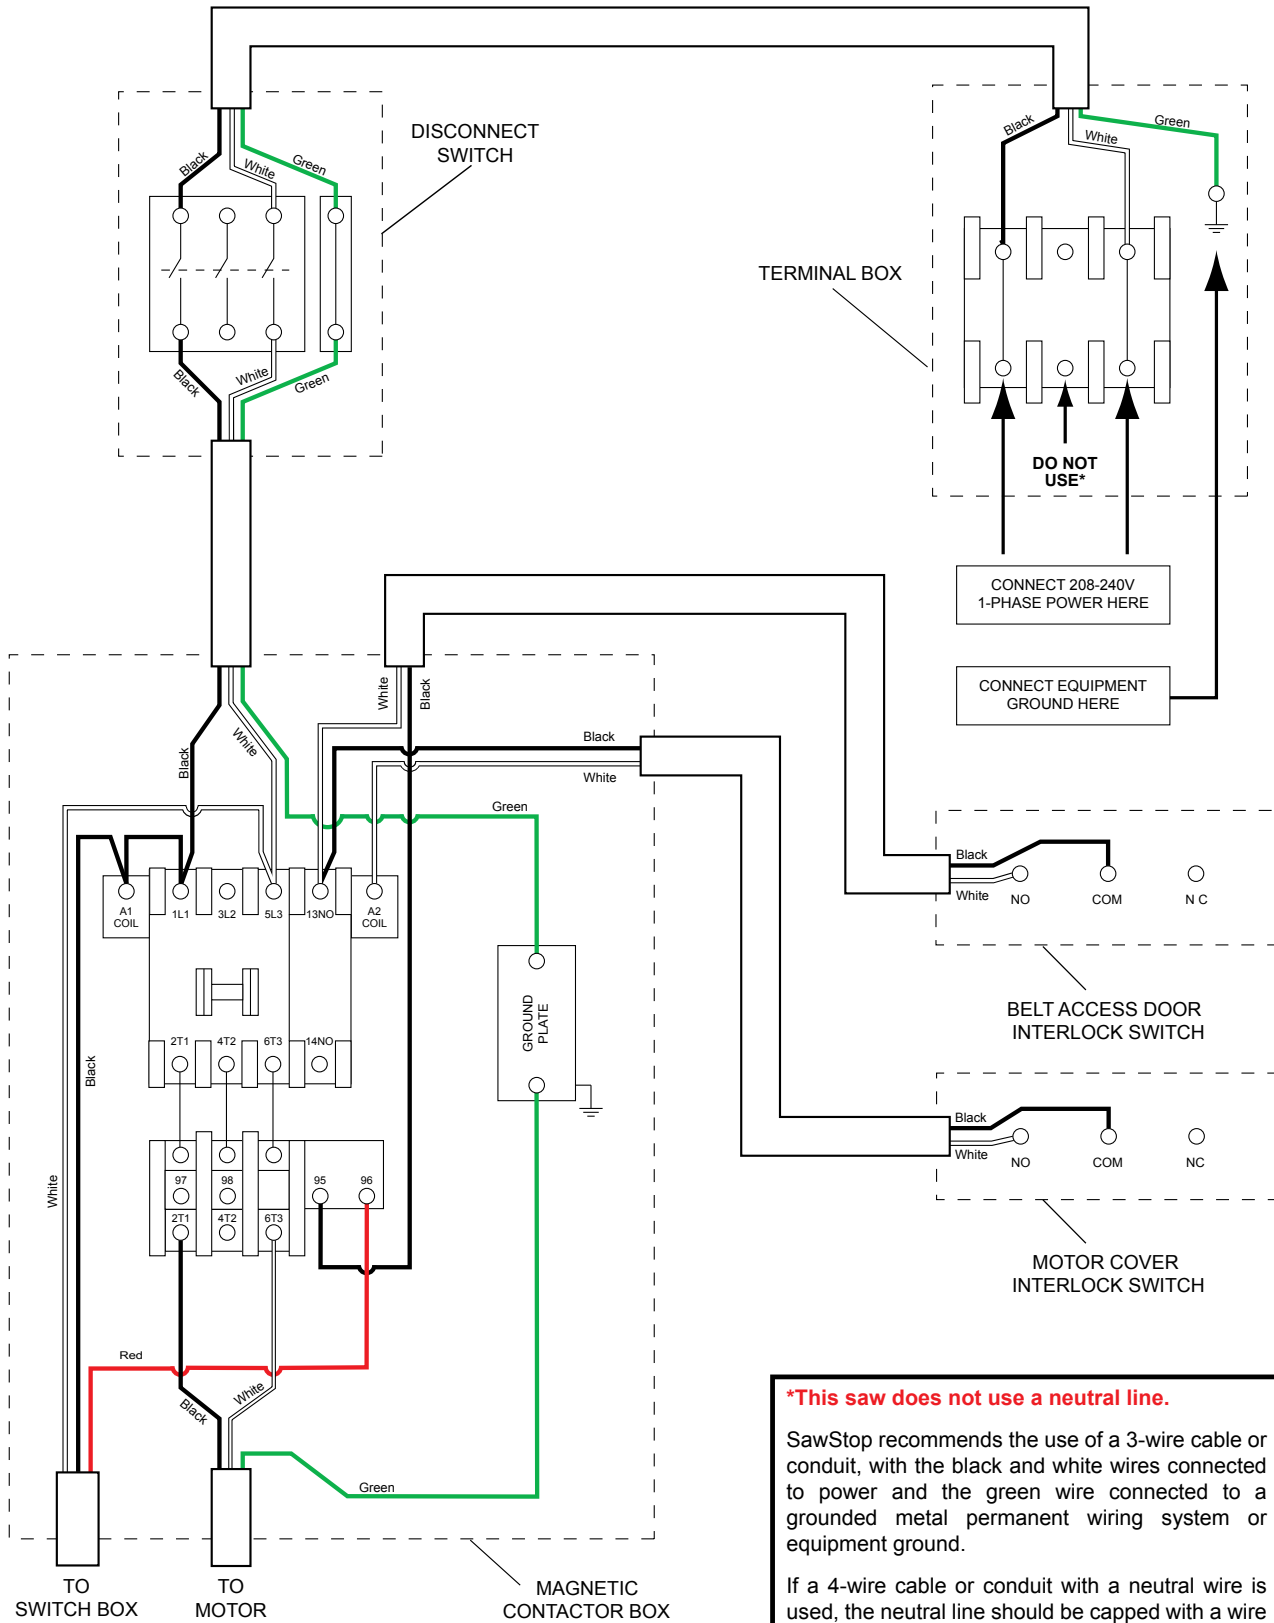 DISCONNECT
SWITCH
Black
White
Green
Black
White
Green
TERMINAL BOX
Black
White
Green
DO NOT
USE*
CONNECT 208-240V
1-PHASE POWER HERE
CONNECT EQUIPMENT
GROUND HERE
White
Black
Black
White
Black
White
Green
A1
COIL
1L1
3L2
5L3
13NO
A2
COIL
2T1
4T2
6T3
14NO
GROUND
PLATE
Black
White
97
98
95
96
2T1
4T2
6T3
Red
Black
White
Green
TO
SWITCH BOX
TO
MOTOR
MAGNETIC
CONTACTOR BOX
Black
White
NO
COM
N C
BELT ACCESS DOOR
INTERLOCK SWITCH
Black
White
NO
COM
NC
MOTOR COVER
INTERLOCK SWITCH
*This saw does not use a neutral line.
SawStop recommends the use of a 3-wire cable or
conduit, with the black and white wires connected
to power and the green wire connected to a
grounded metal permanent wiring system or
equipment ground.
If a 4-wire cable or conduit with a neutral wire is
used, the neutral line should be capped with a wire